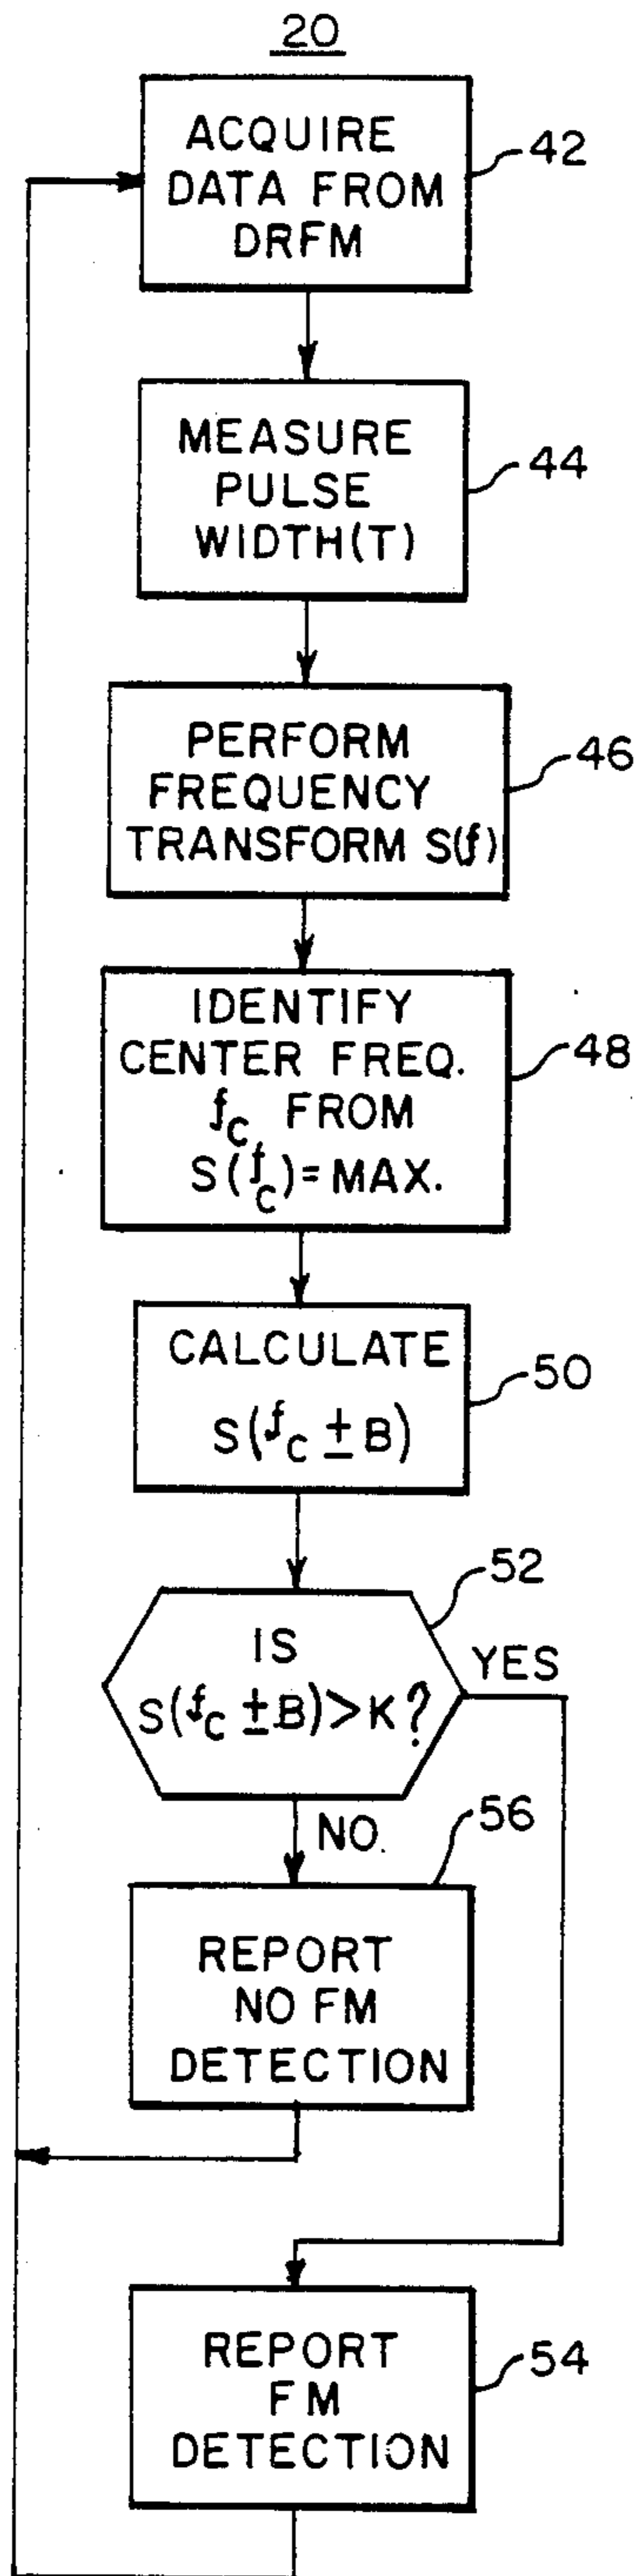 20
ACQUIRE
DATA FROM
DRFM
42
MEASURE
PULSE
WIDTH(T)
44
PERFORM
FREQUENCY
TRANSFORM S(f)
46
IDENTIFY
CENTER FREQ.
fc FROM
S(fc)=MAX.
48
CALCULATE
S(fc ± B)
50
52
IS
S(fc ± B)>K?
YES
NO
56
REPORT
NO FM
DETECTION
REPORT
FM
DETECTION
54